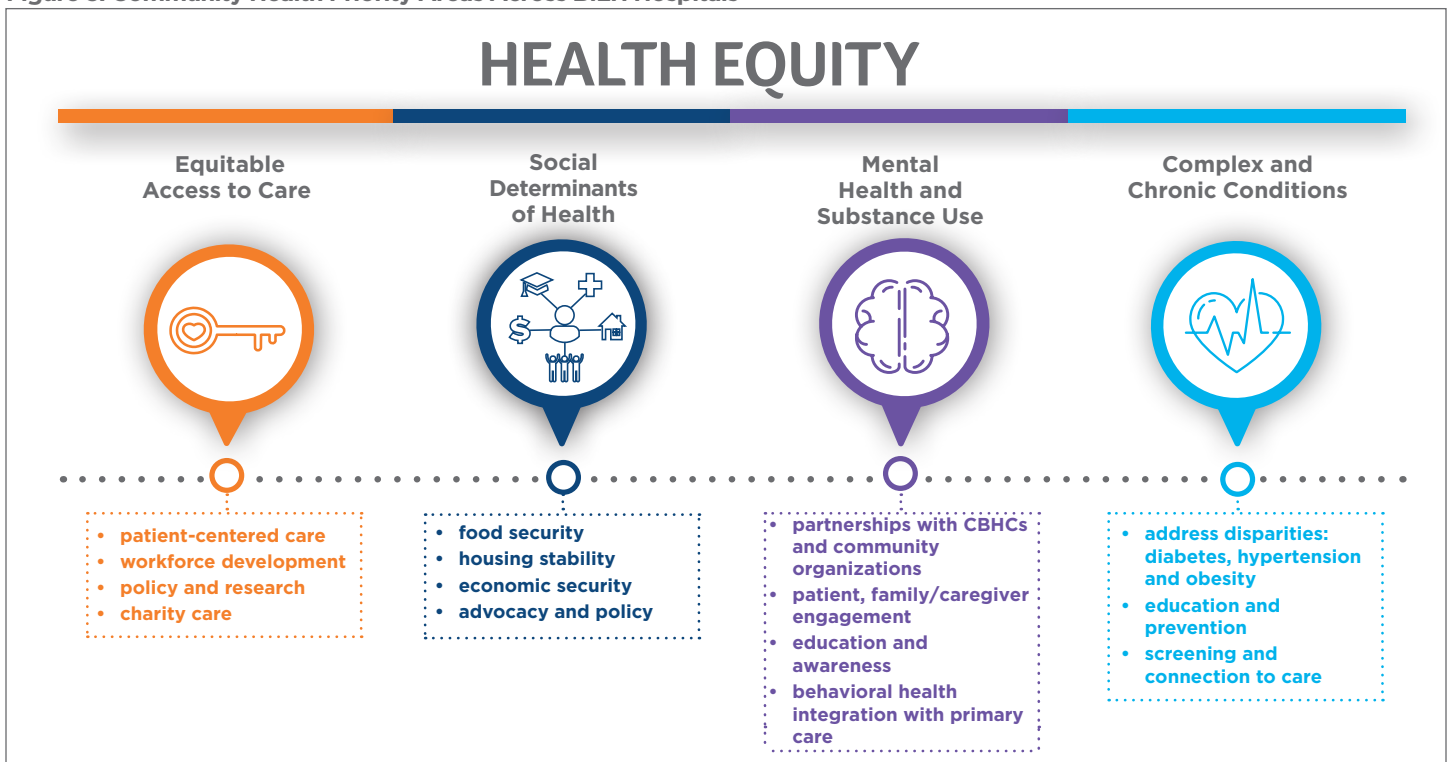 HEALTH EQUITY
Equitable
Access to Care
Social
Determinants
of Health
Mental
Health and
Substance Use
Complex and
Chronic Conditions
$
• patient-centered care
• workforce development
• policy and research
• charity care
• food security
• housing stability
• economic security
• advocacy and policy
• partnerships with CBHCs
and community
organizations
• patient, family/caregiver
engagement
• education and
awareness
• behavioral health
integration with primary
care
• address disparities:
diabetes, hypertension
and obesity
• education and
prevention
• screening and
connection to care